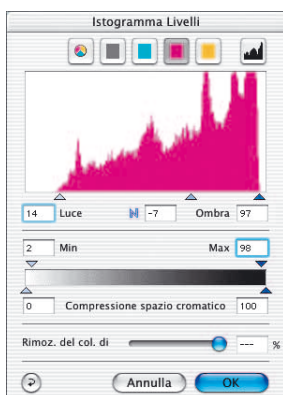 Istogramma Livelli
14 Luce -7 Ombra 97
2 Min Max 98
0 Compressione spazio cromatico 100
Rimoz. del col. di --- %
Annulla OK